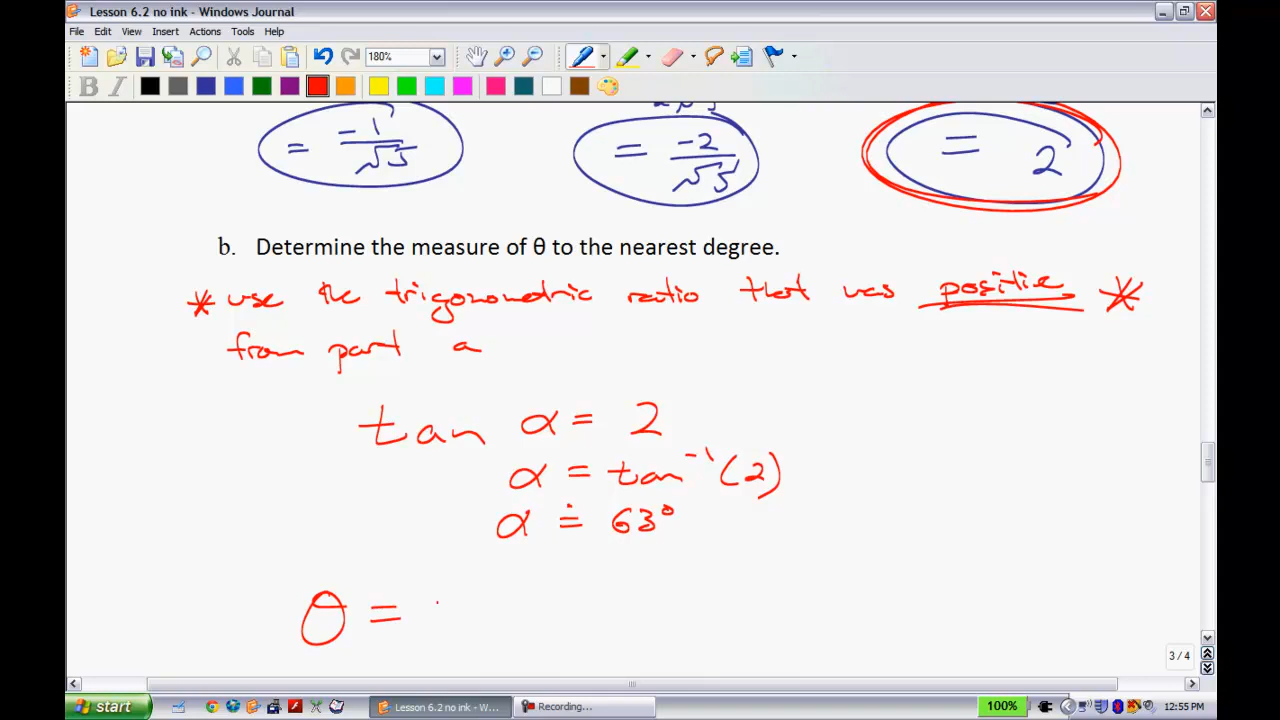 Lesson 6.2 no ink - Windows Journal
File Edit View Insert Actions Tools Help
180%
B I
= -1/√5
= -2/√5
= 2
b. Determine the measure of θ to the nearest degree.
* use the trigonometric ratio that was positive *
from part a
tan α = 2
α = tan⁻¹ (2)
α ≐ 63°
θ =
3 / 4
start
Lesson 6.2 no ink - W...
Recording...
100%
12:55 PM